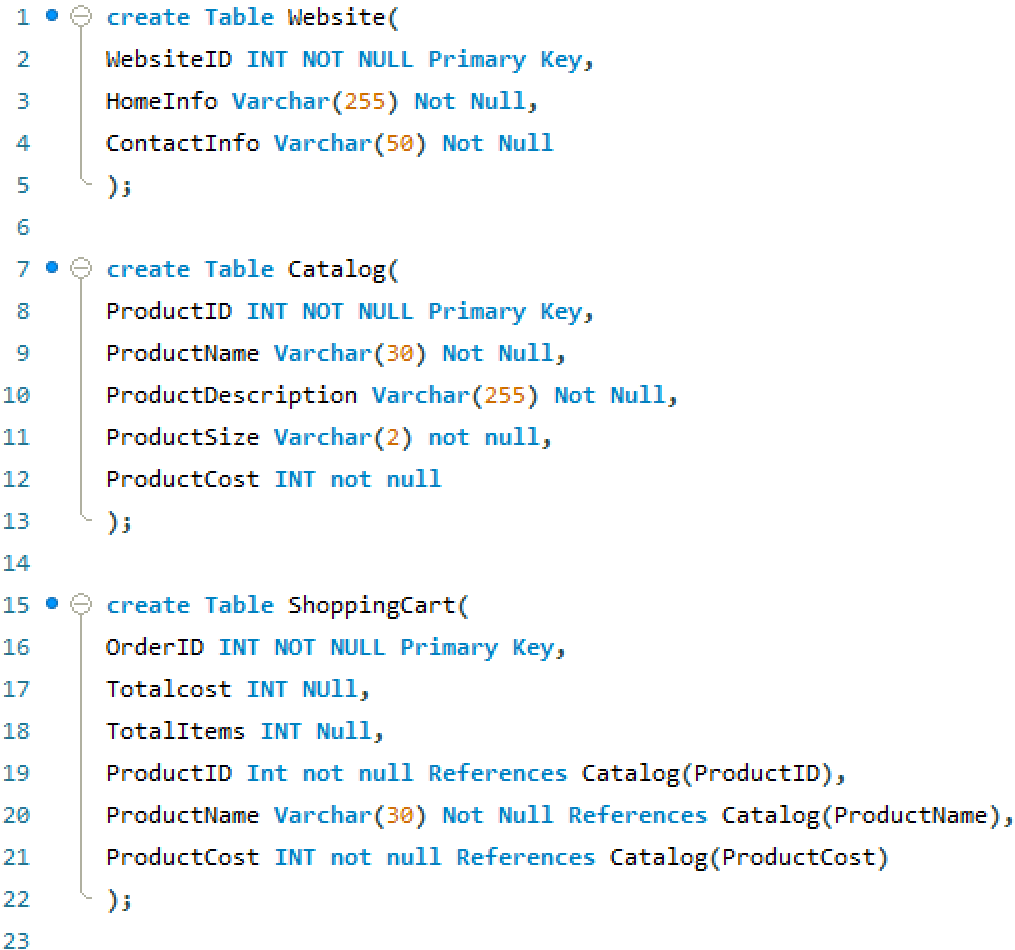 1 create Table Website(
2 WebsiteID INT NOT NULL Primary Key,
3 HomeInfo Varchar(255) Not Null,
4 ContactInfo Varchar(50) Not Null
5 );
6
7 create Table Catalog(
8 ProductID INT NOT NULL Primary Key,
9 ProductName Varchar(30) Not Null,
10 ProductDescription Varchar(255) Not Null,
11 ProductSize Varchar(2) not null,
12 ProductCost INT not null
13 );
14
15 create Table ShoppingCart(
16 OrderID INT NOT NULL Primary Key,
17 Totalcost INT NUll,
18 TotalItems INT Null,
19 ProductID Int not null References Catalog(ProductID),
20 ProductName Varchar(30) Not Null References Catalog(ProductName),
21 ProductCost INT not null References Catalog(ProductCost)
22 );
23